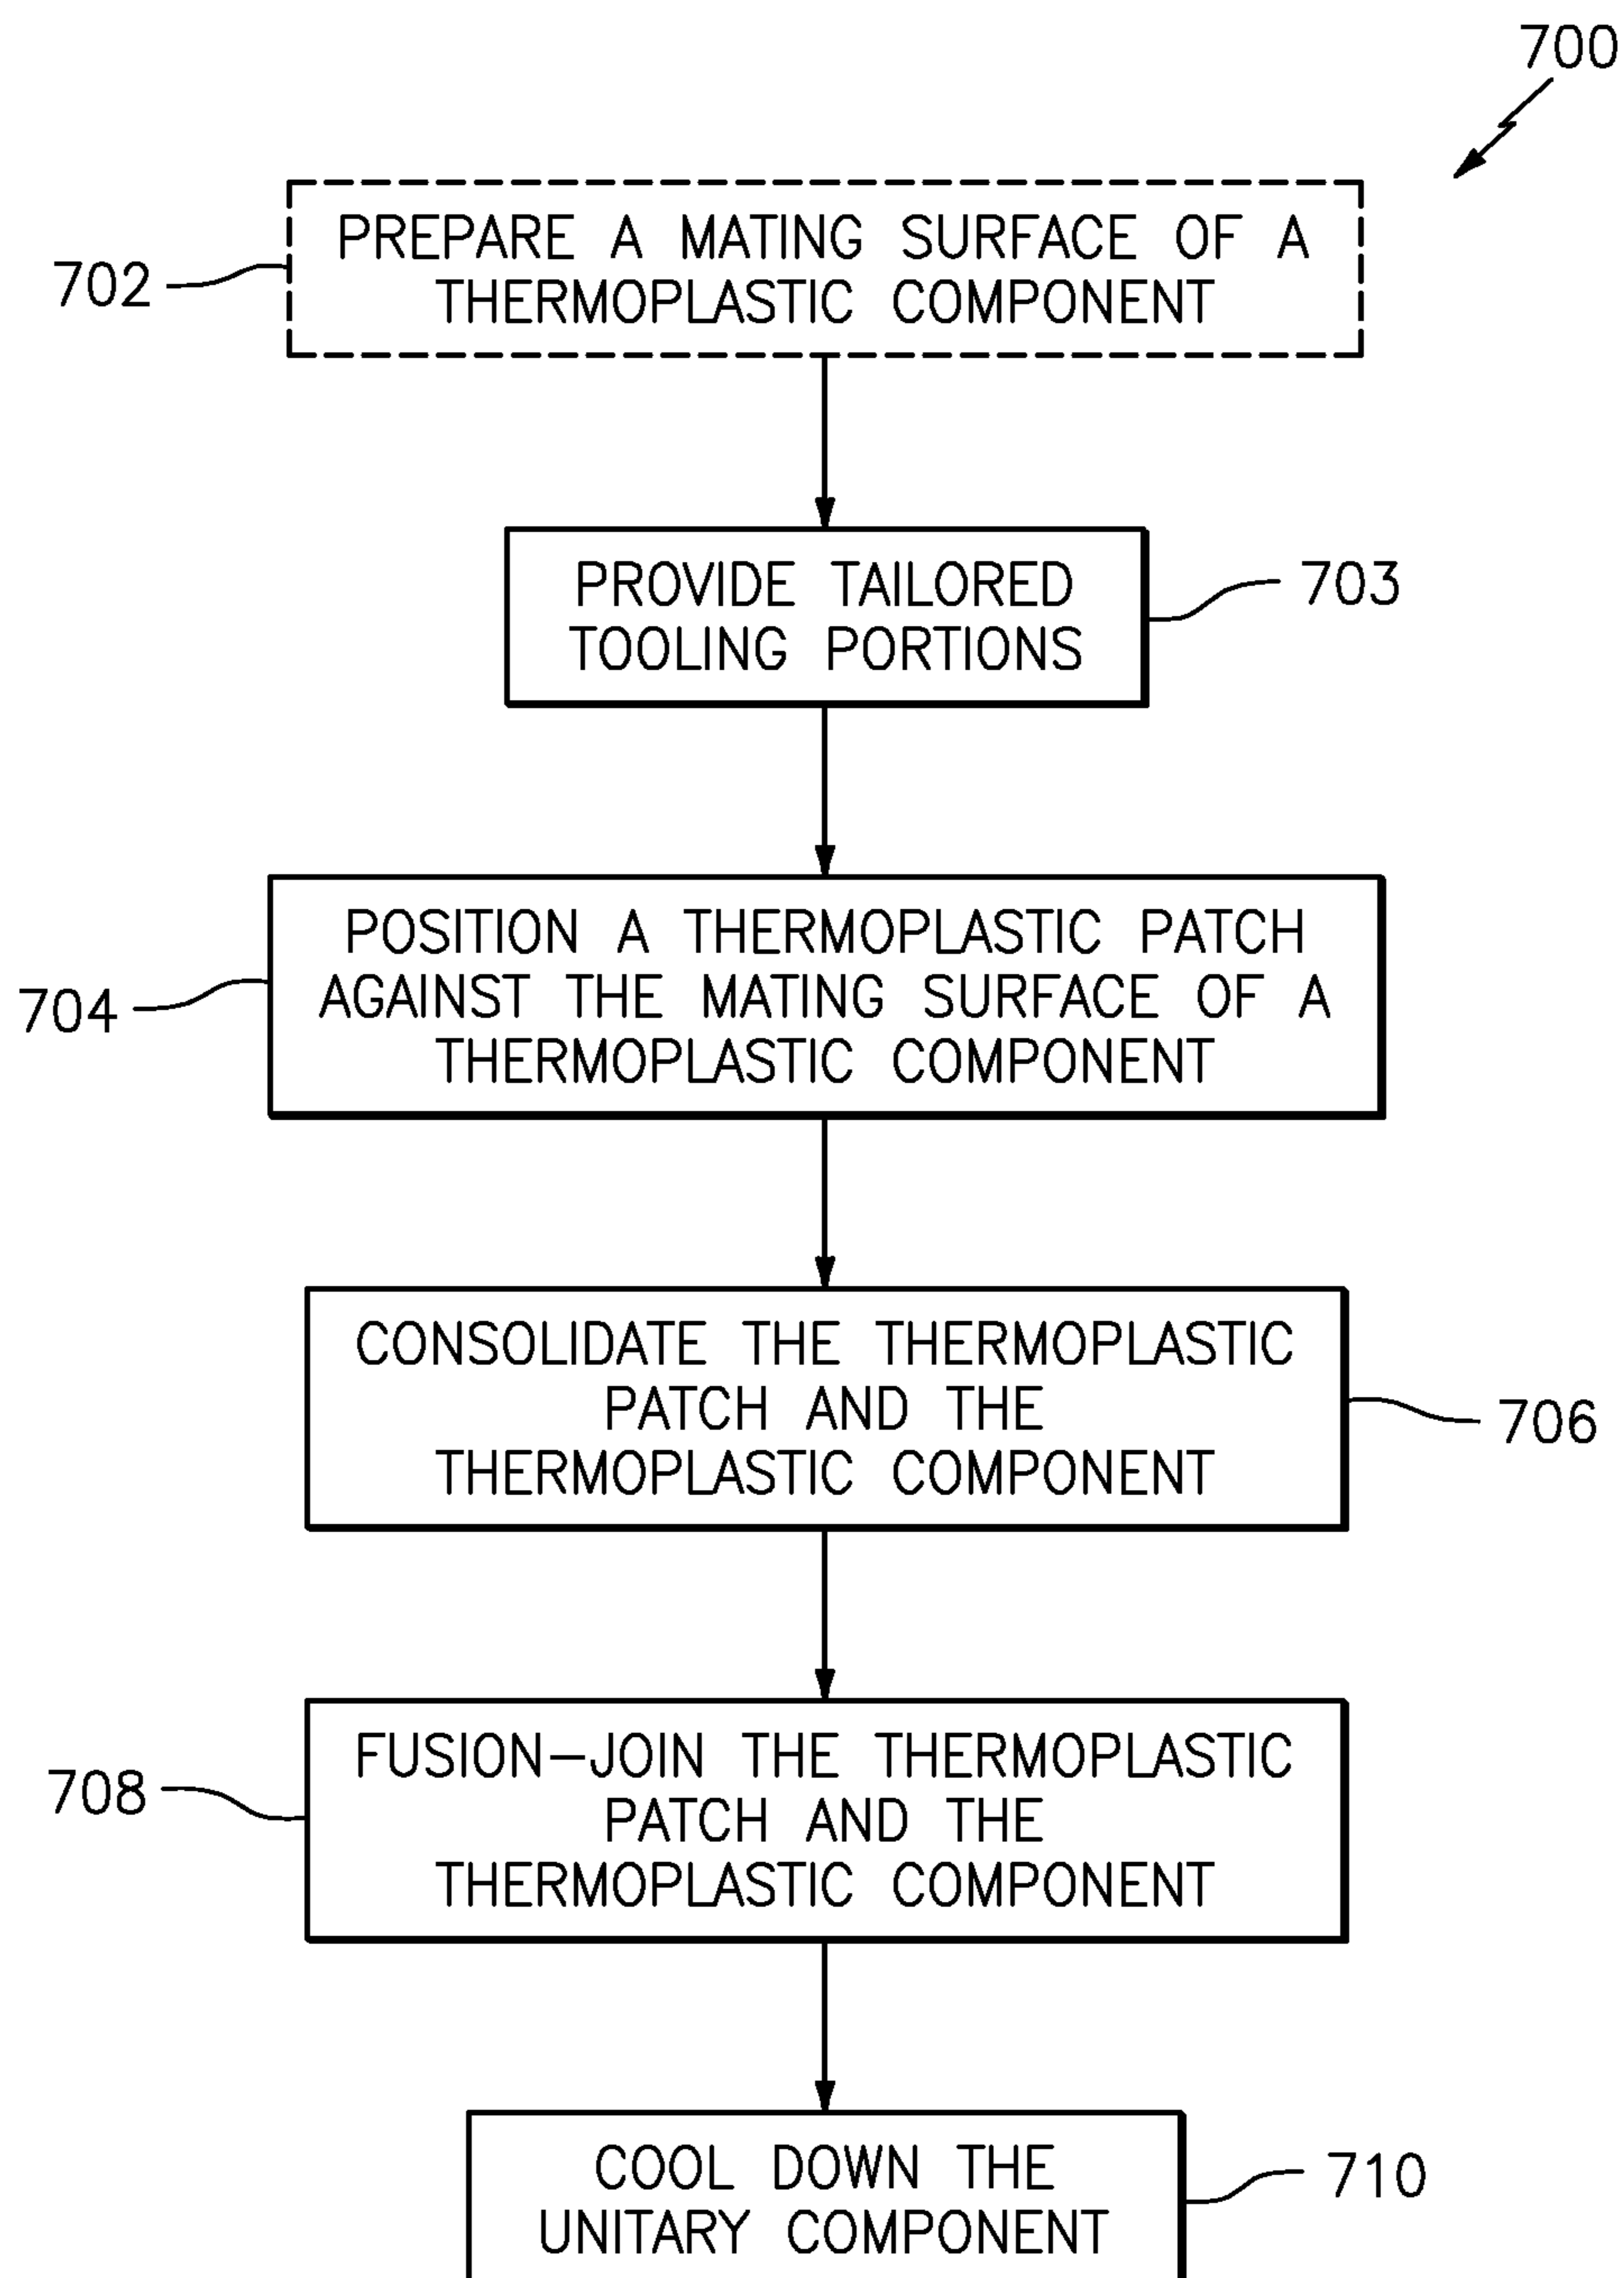 700
702
PREPARE A MATING SURFACE OF A
THERMOPLASTIC COMPONENT
PROVIDE TAILORED
TOOLING PORTIONS
703
704
POSITION A THERMOPLASTIC PATCH
AGAINST THE MATING SURFACE OF A
THERMOPLASTIC COMPONENT
CONSOLIDATE THE THERMOPLASTIC
PATCH AND THE
THERMOPLASTIC COMPONENT
706
708
FUSION-JOIN THE THERMOPLASTIC
PATCH AND THE
THERMOPLASTIC COMPONENT
COOL DOWN THE
UNITARY COMPONENT
710